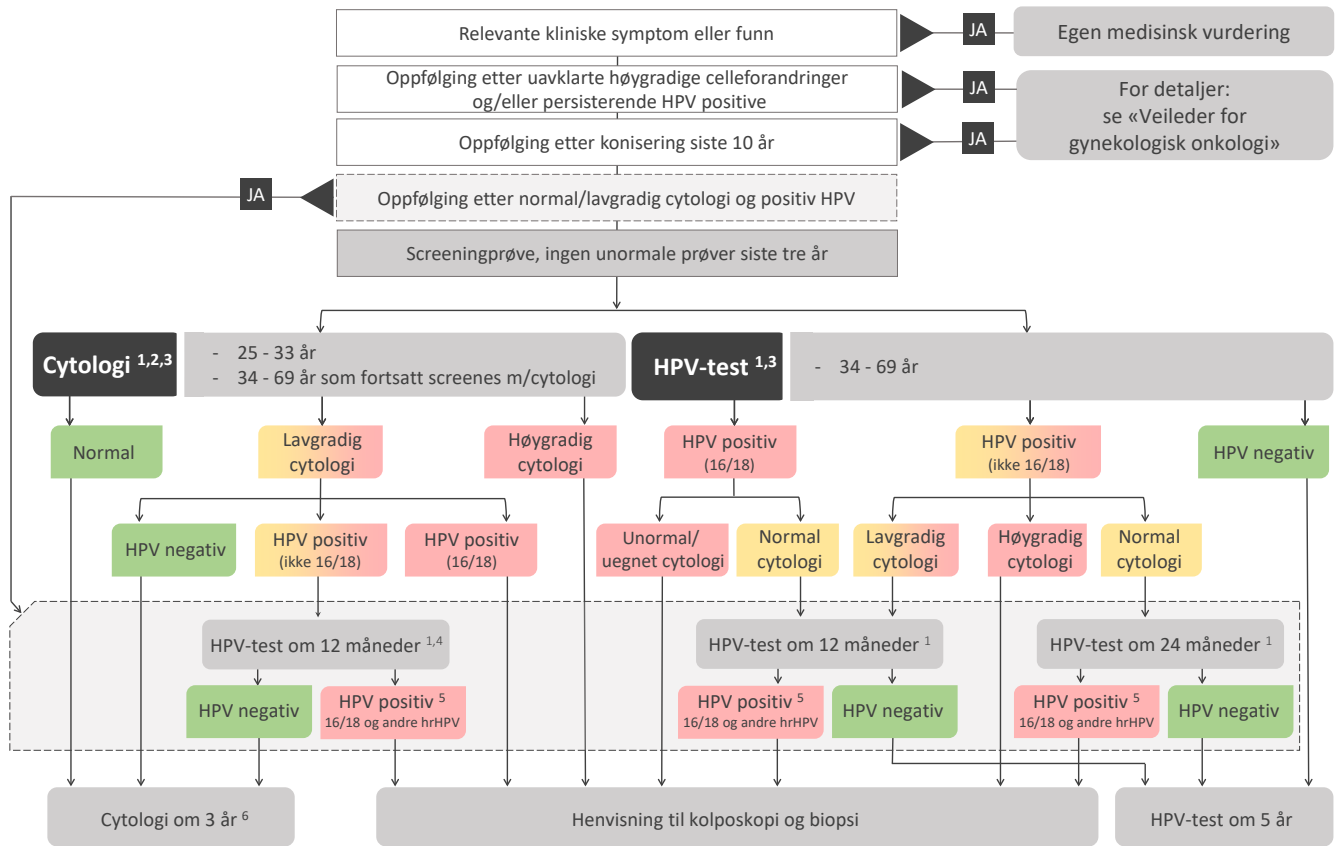 Relevante kliniske symptom eller funn
JA
Egen medisinsk vurdering
Oppfølging etter uavklarte høygradige celleforandringer
og/eller persisterende HPV positive
JA
For detaljer:
se «Veileder for
gynekologisk onkologi»
Oppfølging etter konisering siste 10 år
JA
JA
Oppfølging etter normal/lavgradig cytologi og positiv HPV
Screeningprøve, ingen unormale prøver siste tre år
Cytologi 1,2,3
- 25 - 33 år
- 34 - 69 år som fortsatt screenes m/cytologi
HPV-test 1,3
- 34 - 69 år
Normal
Lavgradig
cytologi
Høygradig
cytologi
HPV positiv
(16/18)
HPV positiv
(ikke 16/18)
HPV negativ
HPV negativ
HPV positiv
(ikke 16/18)
HPV positiv
(16/18)
Unormal/
uegnet cytologi
Normal
cytologi
Lavgradig
cytologi
Høygradig
cytologi
Normal
cytologi
HPV-test om 12 måneder 1,4
HPV-test om 12 måneder 1
HPV-test om 24 måneder 1
HPV negativ
HPV positiv 5
16/18 og andre hrHPV
HPV positiv 5
16/18 og andre hrHPV
HPV negativ
HPV positiv 5
16/18 og andre hrHPV
HPV negativ
Cytologi om 3 år 6
Henvisning til kolposkopi og biopsi
HPV-test om 5 år